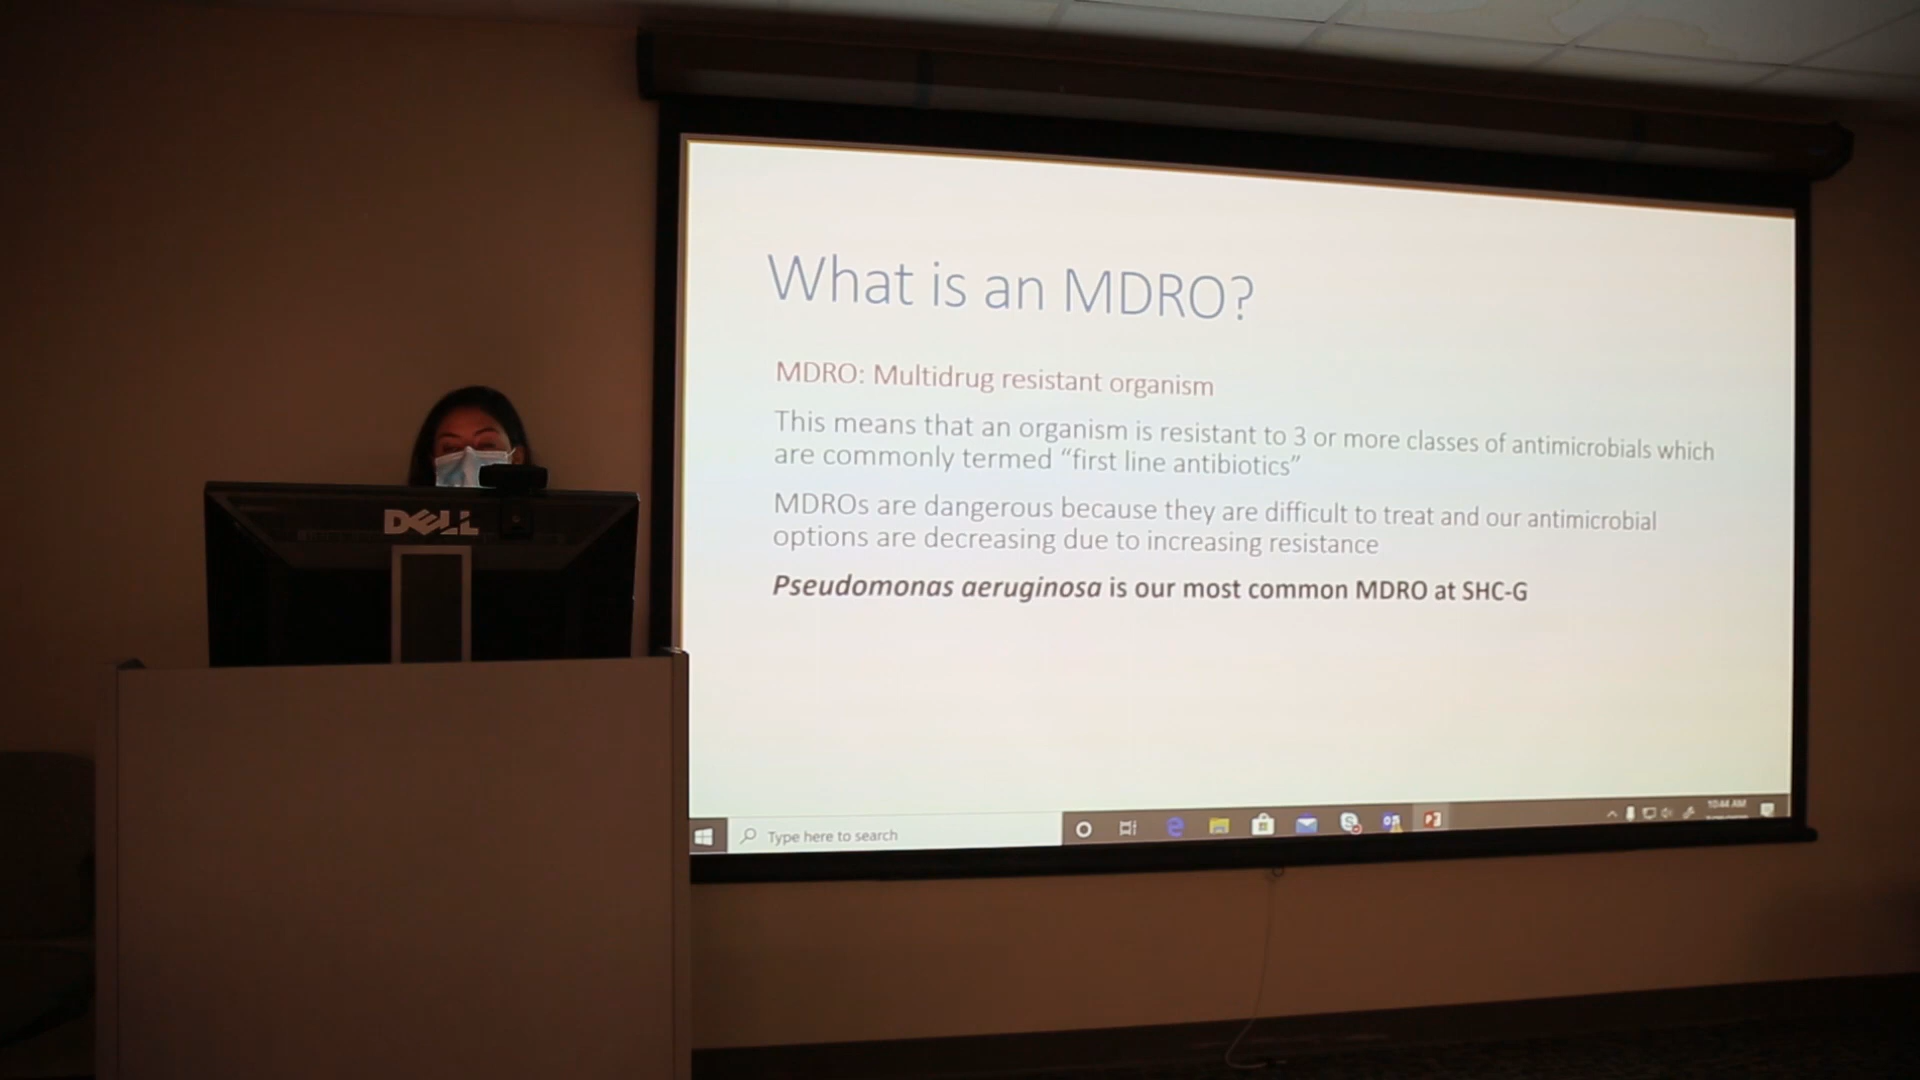 What is an MDRO?
MDRO: Multidrug resistant organism
This means that an organism is resistant to 3 or more classes of antimicrobials which
are commonly termed “first line antibiotics”
MDROs are dangerous because they are difficult to treat and our antimicrobial
options are decreasing due to increasing resistance
Pseudomonas aeruginosa is our most common MDRO at SHC-G
DELL
Type here to search
10:44 AM